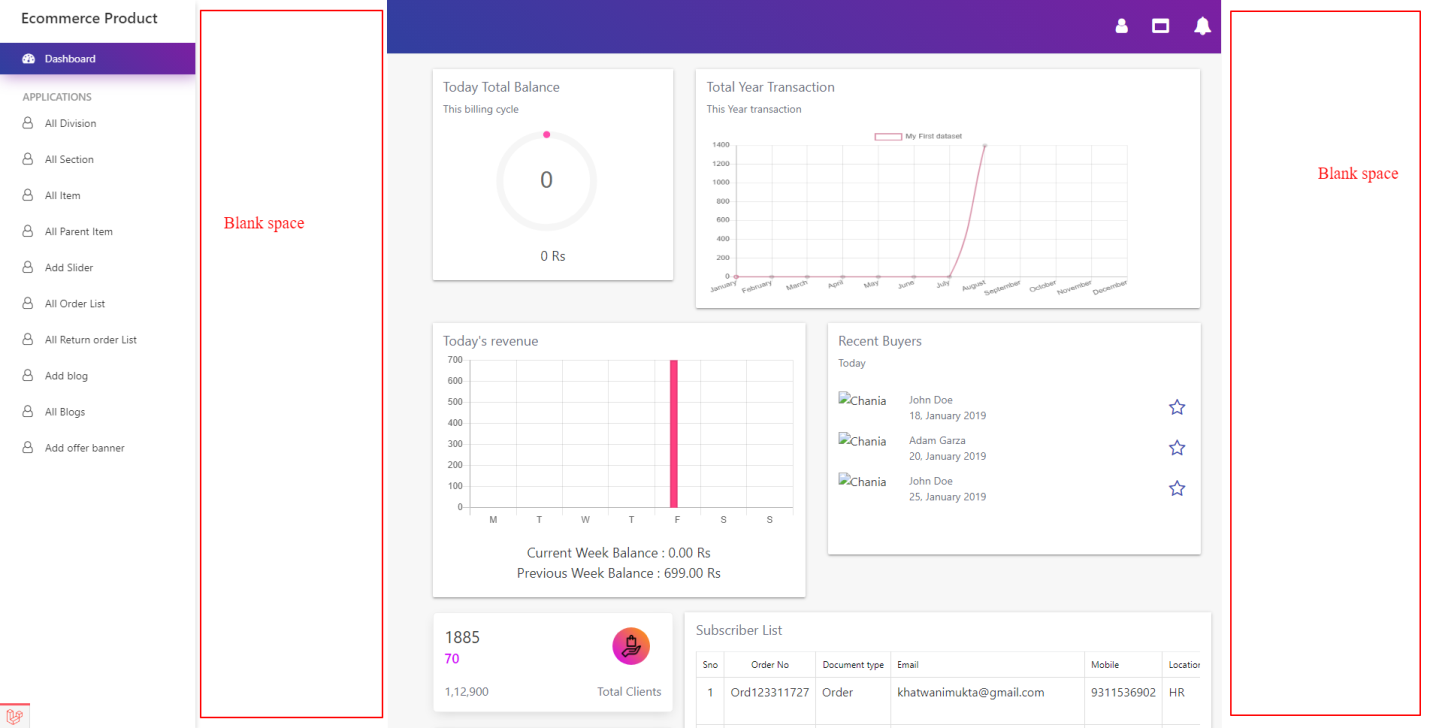 Ecommerce Product
Dashboard
APPLICATIONS
All Division
All Section
All Item
All Parent Item
Add Slider
All Order List
All Return order List
Add blog
All Blogs
Add offer banner
Blank space
Today Total Balance
This billing cycle
0
0 Rs
Total Year Transaction
This Year transaction
My First dataset
1400
1200
1000
800
600
400
200
0
January February March April May June July August September October November December
Today's revenue
700
600
500
400
300
200
100
0
M T W T F S S
Current Week Balance : 0.00 Rs
Previous Week Balance : 699.00 Rs
Recent Buyers
Today
Chania
John Doe
18, January 2019
Chania
Adam Garza
20, January 2019
Chania
John Doe
25, January 2019
1885
70
1,12,900 Total Clients
Subscriber List
Sno Order No Document type Email Mobile Location
1 Ord123311727 Order khatwanimukta@gmail.com 9311536902 HR
Blank space